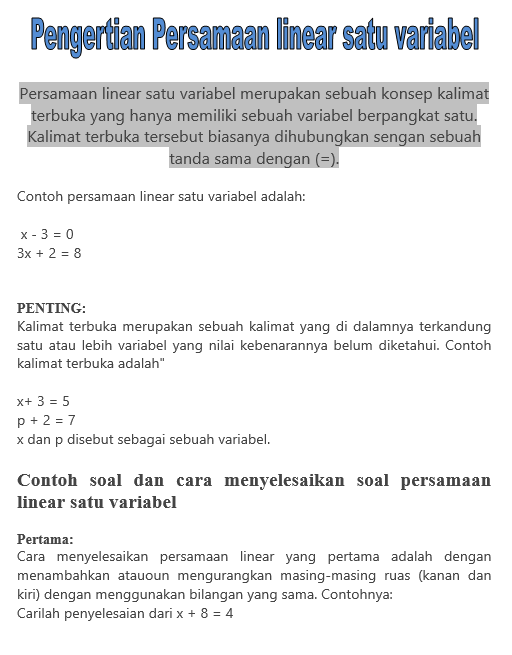 Pengertian Persamaan linear satu variabel
Persamaan linear satu variabel merupakan sebuah konsep kalimat
terbuka yang hanya memiliki sebuah variabel berpangkat satu.
Kalimat terbuka tersebut biasanya dihubungkan sengan sebuah
tanda sama dengan (=).
Contoh persamaan linear satu variabel adalah:
x - 3 = 0
3x + 2 = 8
PENTING:
Kalimat terbuka merupakan sebuah kalimat yang di dalamnya terkandung
satu atau lebih variabel yang nilai kebenarannya belum diketahui. Contoh
kalimat terbuka adalah"
x+ 3 = 5
p + 2 = 7
x dan p disebut sebagai sebuah variabel.
Contoh soal dan cara menyelesaikan soal persamaan
linear satu variabel
Pertama:
Cara menyelesaikan persamaan linear yang pertama adalah dengan
menambahkan atauoun mengurangkan masing-masing ruas (kanan dan
kiri) dengan menggunakan bilangan yang sama. Contohnya:
Carilah penyelesaian dari x + 8 = 4